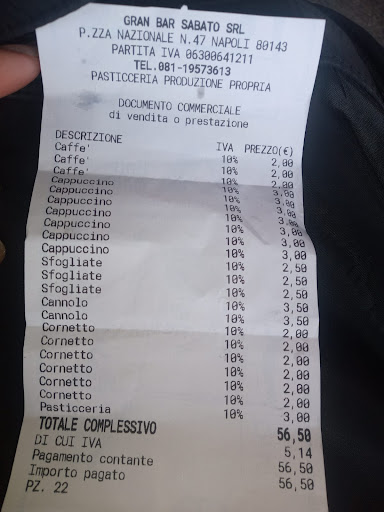 GRAN BAR SABATO SRL
P.ZZA NAZIONALE N.47 NAPOLI 80143
PARTITA IVA 06300641211
TEL.081-19573613
PASTICCERIA PRODUZIONE PROPRIA
DOCUMENTO COMMERCIALE
di vendita o prestazione
DESCRIZIONE IVA PREZZO(€)
Caffe' 10% 2,00
Caffe' 10% 2,00
Caffe' 10% 2,00
Cappuccino 10% 3,00
Cappuccino 10% 3,00
Cappuccino 10% 3,00
Cappuccino 10% 3,00
Cappuccino 10% 3,00
Cappuccino 10% 3,00
Cappuccino 10% 3,00
Sfogliate 10% 2,50
Sfogliate 10% 2,50
Sfogliate 10% 2,50
Cannolo 10% 3,50
Cannolo 10% 3,50
Cornetto 10% 2,00
Cornetto 10% 2,00
Cornetto 10% 2,00
Cornetto 10% 2,00
Cornetto 10% 2,00
Cornetto 10% 2,00
Pasticceria 10% 3,00
TOTALE COMPLESSIVO 56,50
DI CUI IVA 5,14
Pagamento contante 56,50
Importo pagato 56,50
PZ. 22